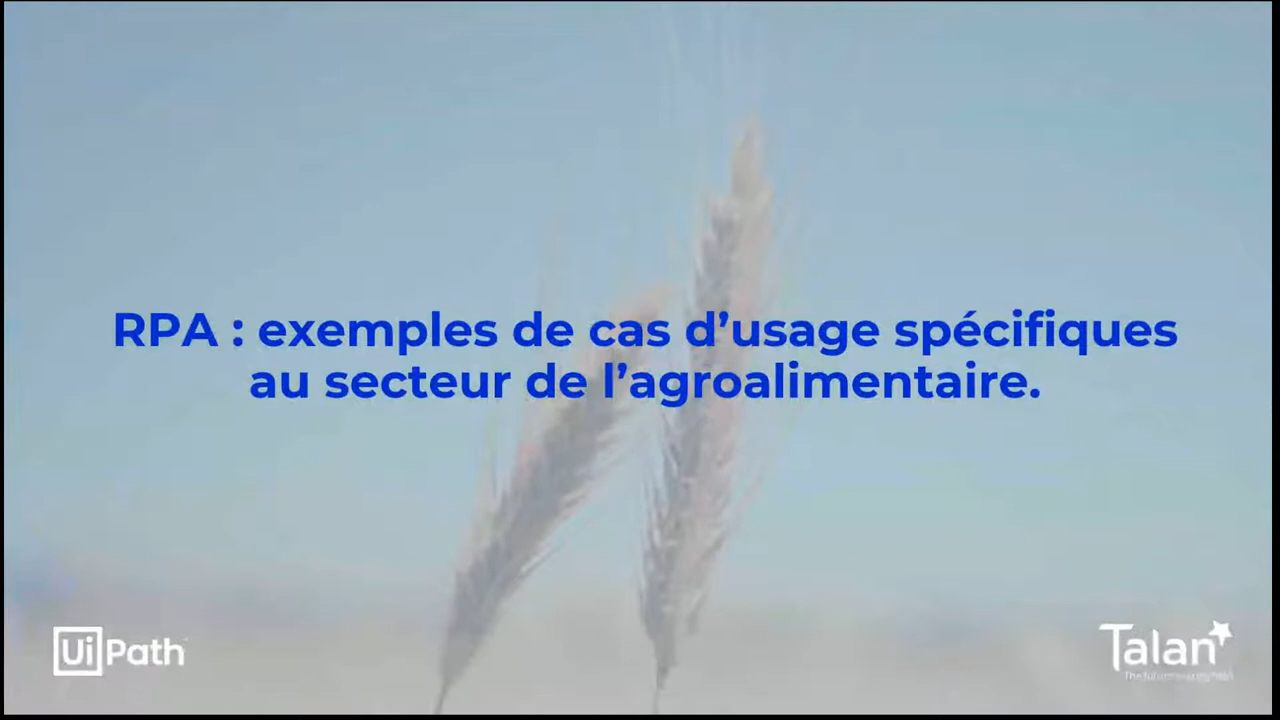 RPA : exemples de cas d’usage spécifiques
au secteur de l’agroalimentaire.
UiPath
Talan